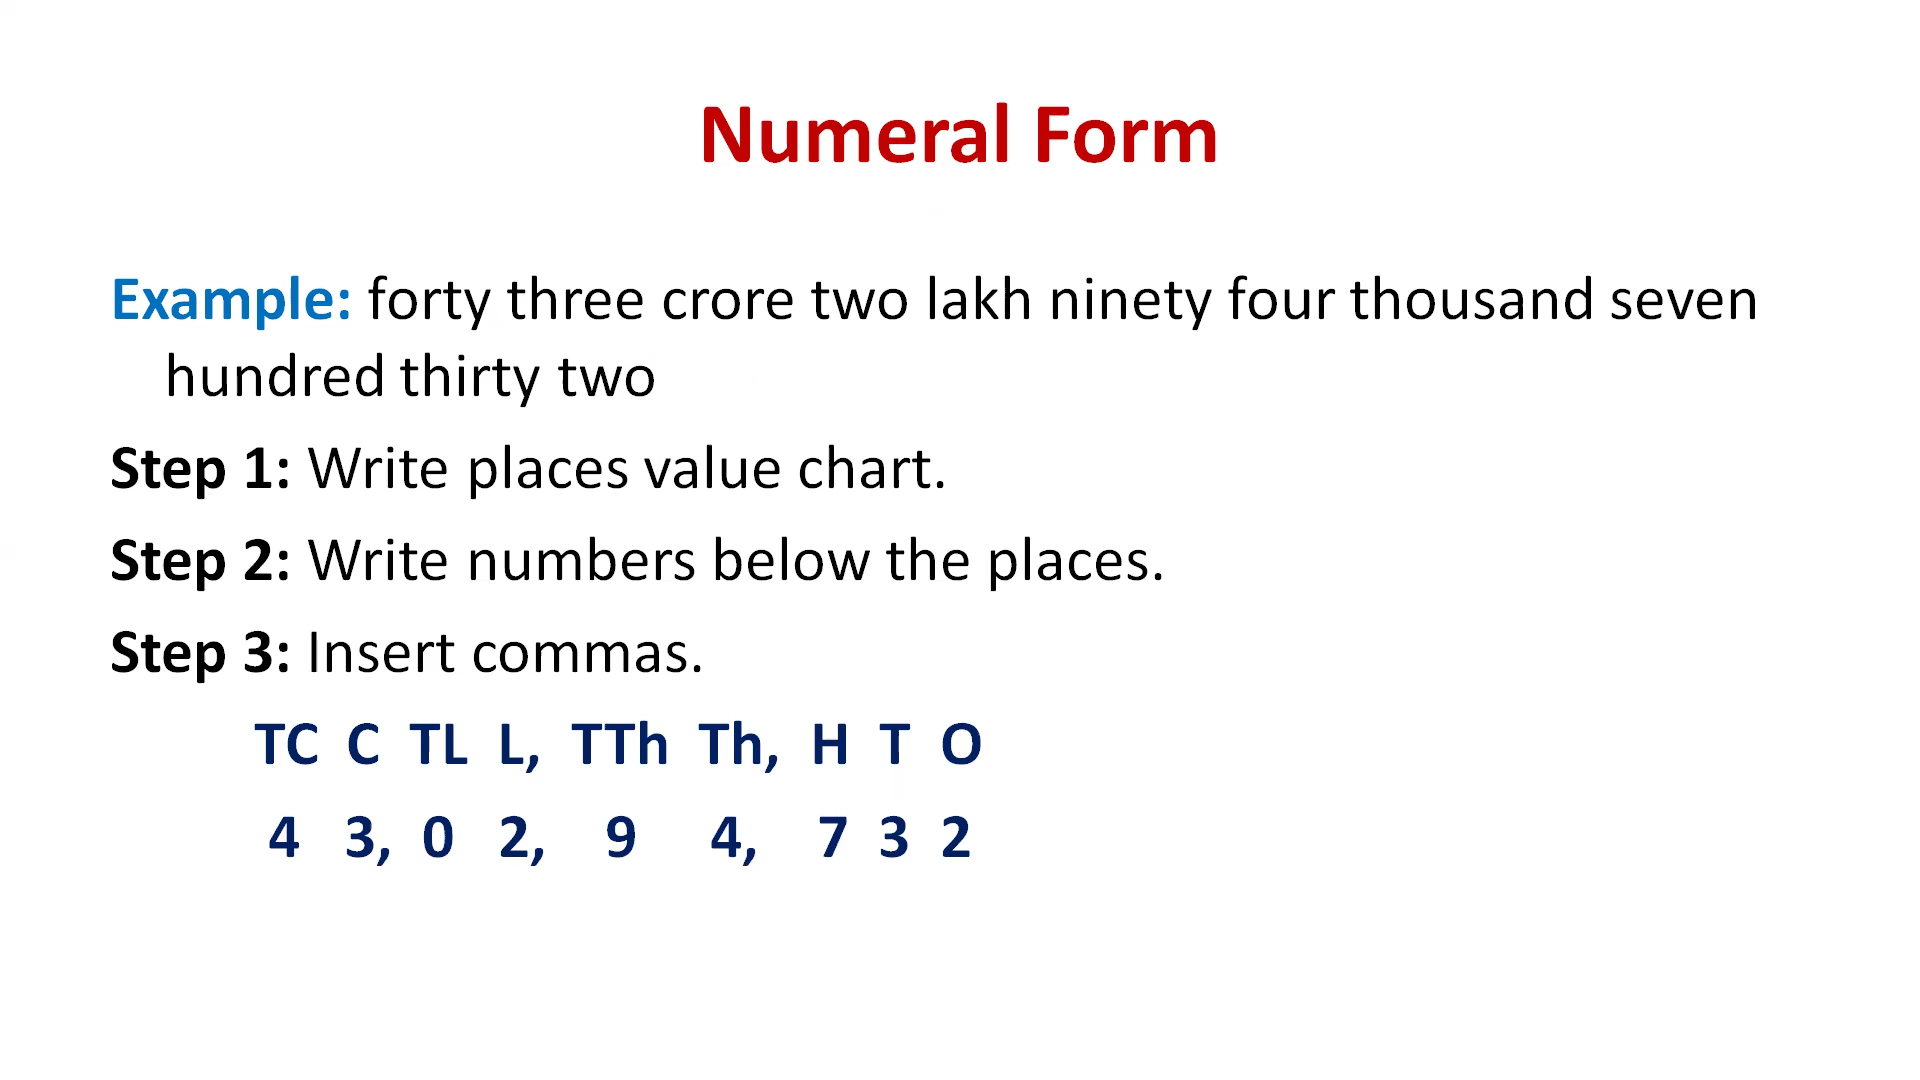 Numeral Form
Example: forty three crore two lakh ninety four thousand seven
hundred thirty two
Step 1: Write places value chart.
Step 2: Write numbers below the places.
Step 3: Insert commas.
TC C TL L, TTh Th, H T O
4 3, 0 2, 9 4, 7 3 2